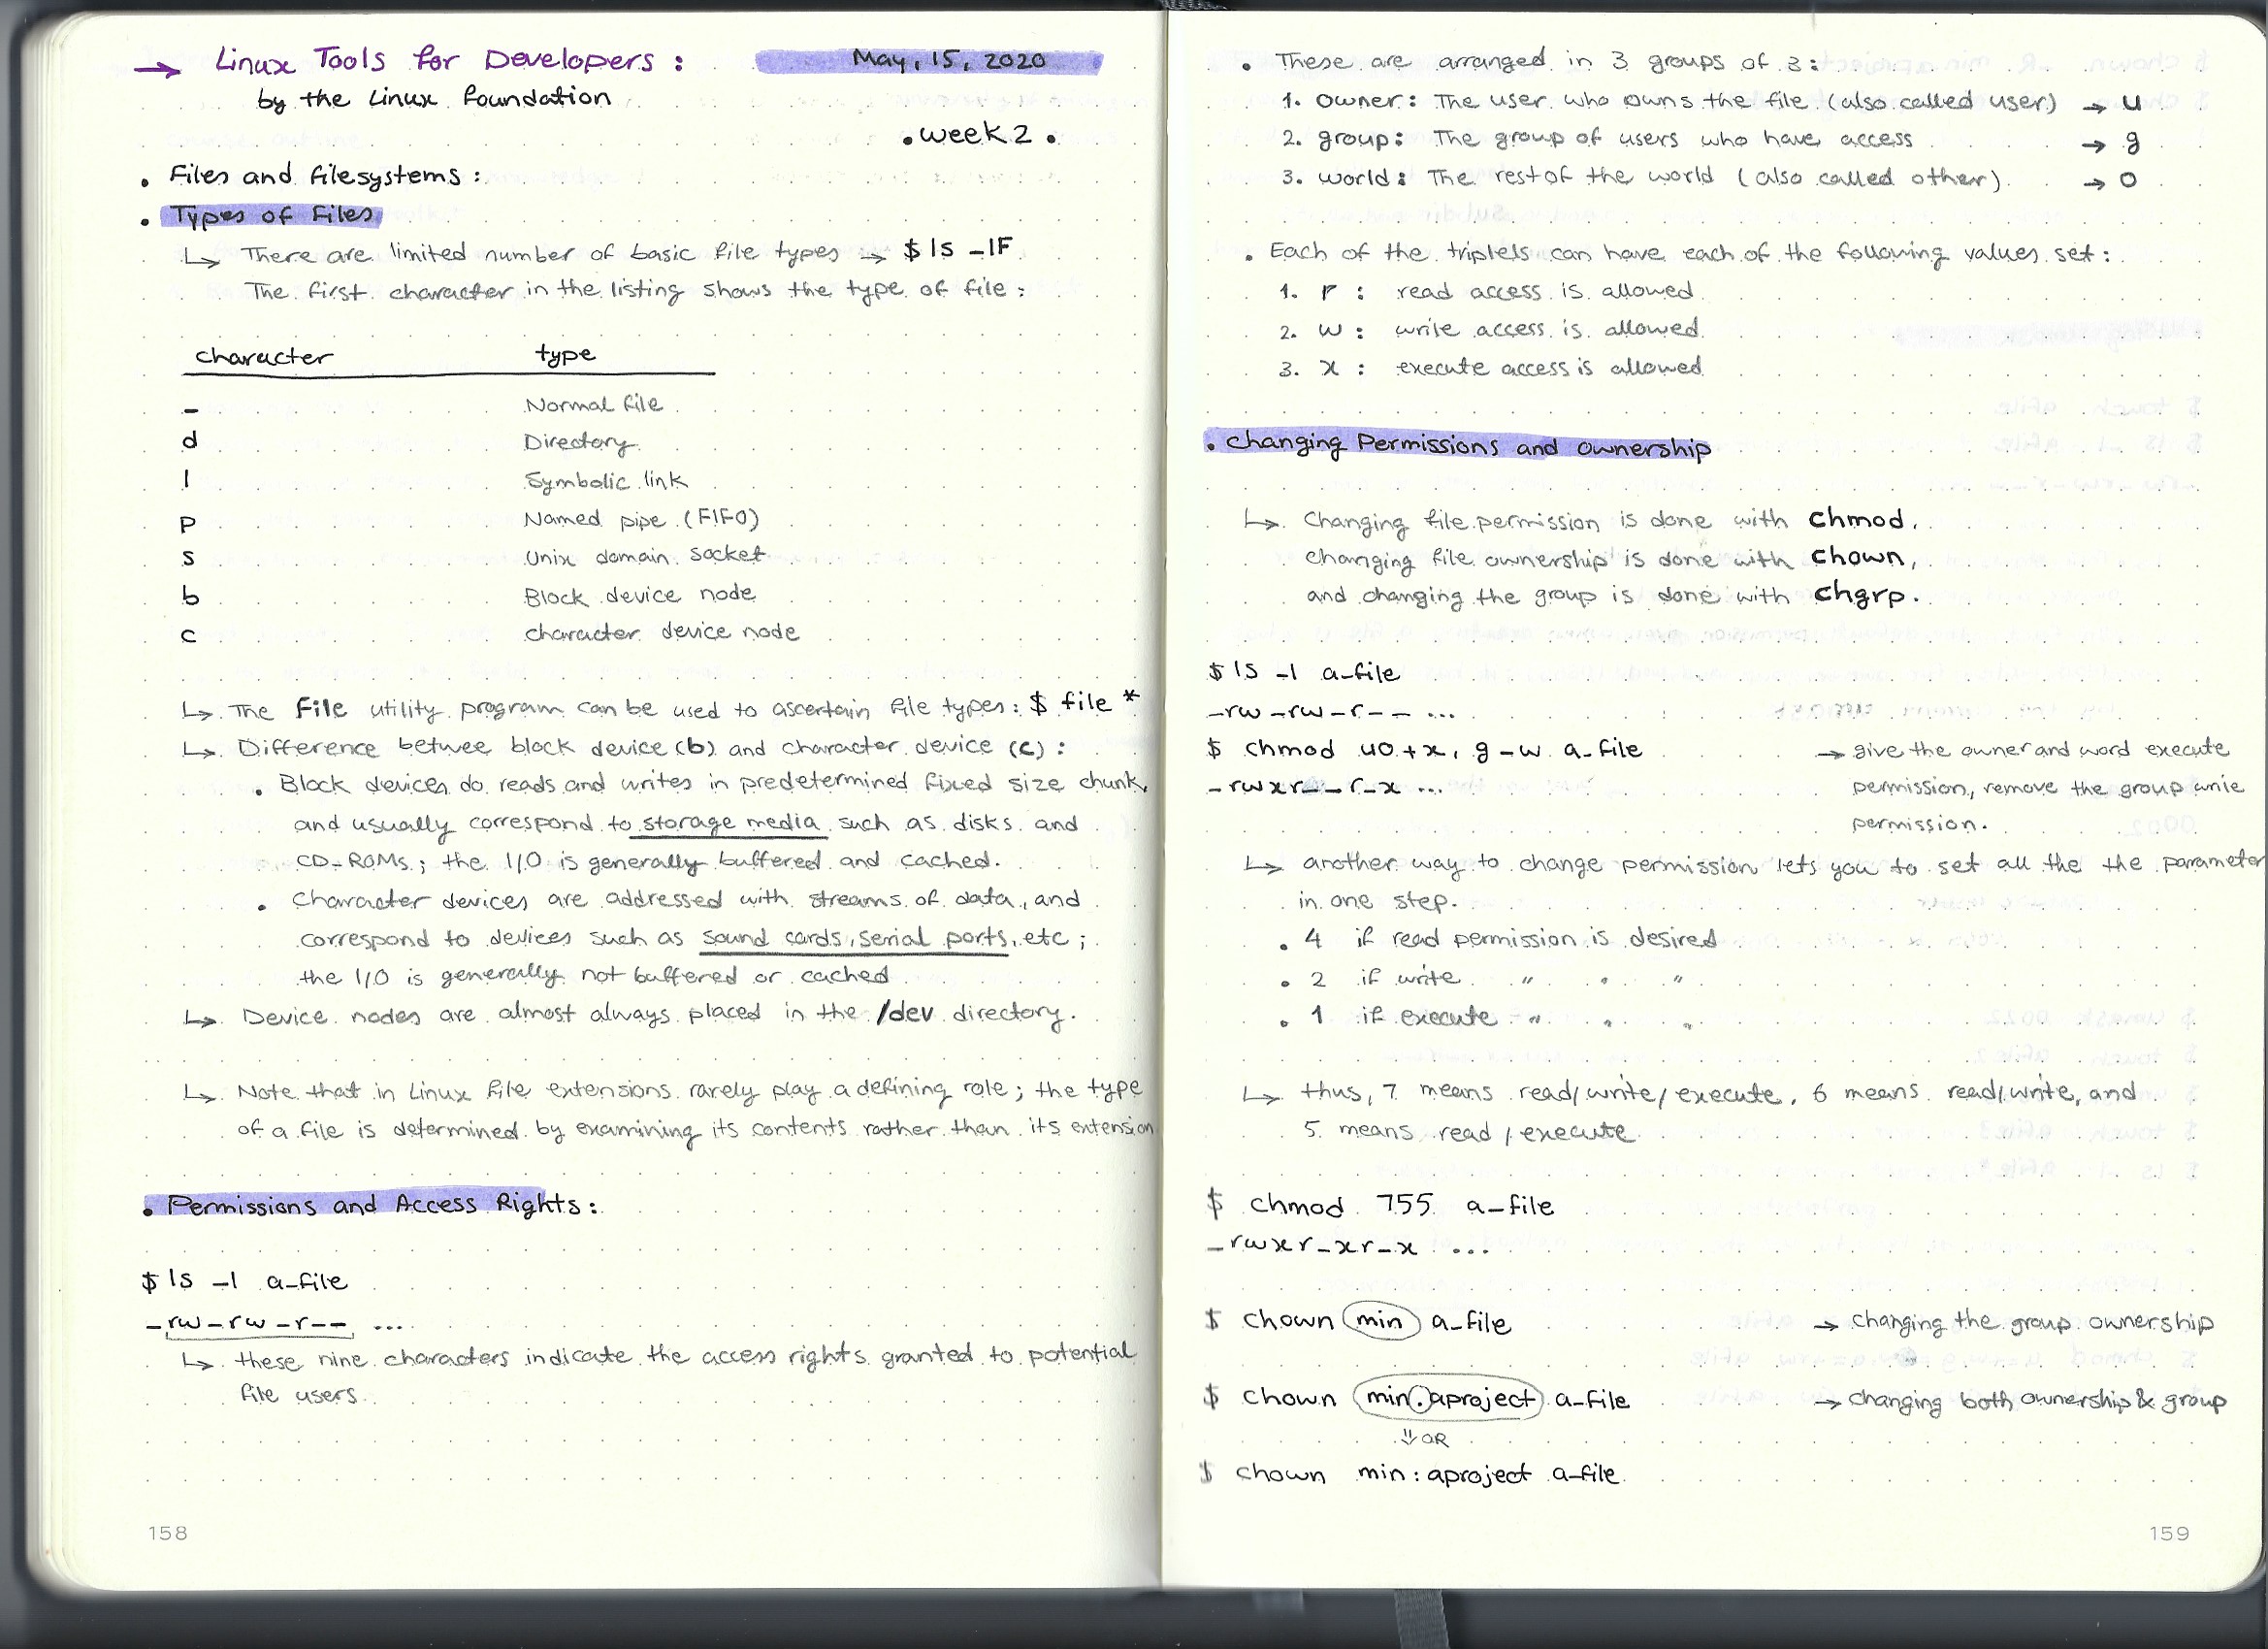 → Linux Tools for Developers :
May, 15, 2020
by the Linux foundation
. week 2 .
. Files and filesystems :
. Types of Files
↳ There are limited number of basic file types → $ ls -lF
The first character in the listing shows the type of file :
character type
- Normal file
d Directory
l Symbolic link
p Named pipe (FIFO)
s Unix domain socket
b Block device node
c character device node
↳ The File utility program can be used to ascertain file types : $ file *
↳ Difference betwee block device (b) and character device (c) :
. Block devices do reads and writes in predetermined fixed size chunk,
and usually correspond to storage media such as disks and
CD-ROMs ; the I/O is generally buffered and cached.
. Character devices are addressed with streams of data, and
correspond to devices such as sound cards, serial ports, etc ;
the I/O is generally not buffered or cached
↳ Device nodes are almost always placed in the /dev directory.
↳ Note that in Linux file extensions rarely play a defining role ; the type
of a file is determined by examining its contents rather than its extension
. Permissions and Access Rights :
$ ls -l a-file
-rw-rw-r-- ...
↳ these nine characters indicate the access rights granted to potential
file users.
158
. These are arranged in 3 groups of 3 :
1. owner : The user who owns the file (also called user) → u
2. group : The group of users who have access → g
3. world : The rest of the world (also called other) → o
. Each of the triplets can have each of the following values set :
1. r : read access is allowed
2. w : write access is allowed
3. x : execute access is allowed
. Changing Permissions and Ownership
↳ Changing file permission is done with chmod,
changing file ownership is done with chown,
and changing the group is done with chgrp.
$ ls -l a-file
-rw-rw-r-- ...
$ chmod uo+x, g-w a-file → give the owner and word execute
-rwxr--r-x ... permission, remove the group write
permission.
↳ another way to change permission lets you to set all the the parameter
in one step.
. 4 if read permission is desired
. 2 if write " " "
. 1 if execute " " "
↳ thus, 7 means read/write/execute, 6 means read/write, and
5 means read/execute
$ chmod 755 a-file
-rwxr-xr-x ...
$ chown min a-file → changing the group ownership
$ chown min.aproject a-file → changing both ownership & group
⇓ OR
$ chown min:aproject a-file
159